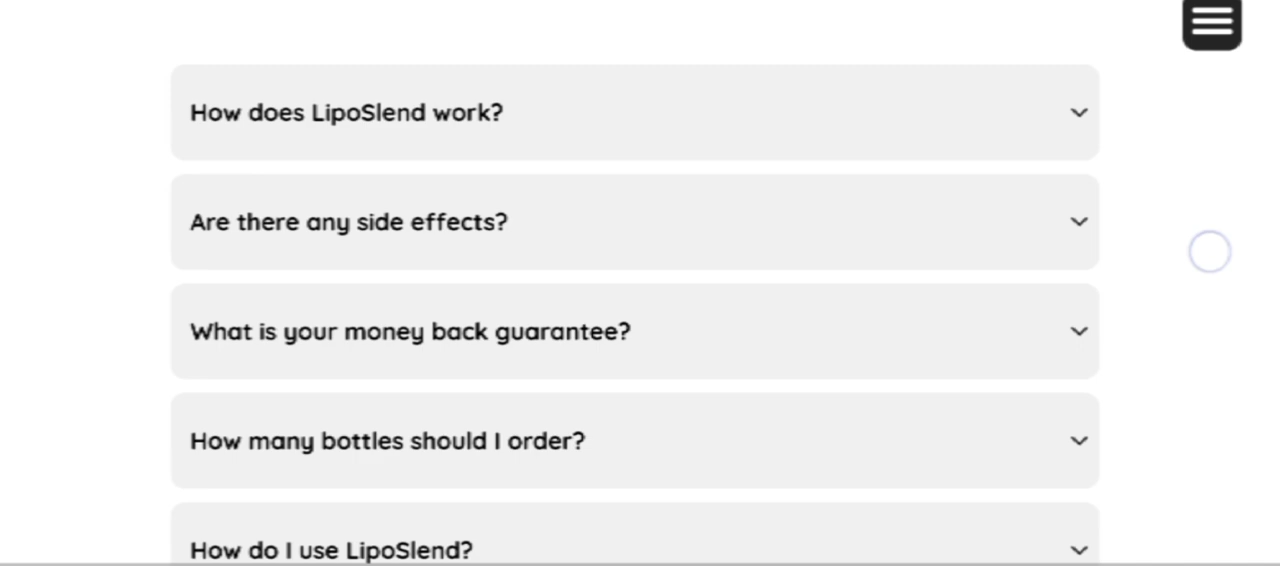 How does LipoSlend work?
Are there any side effects?
What is your money back guarantee?
How many bottles should I order?
How do I use LipoSlend?